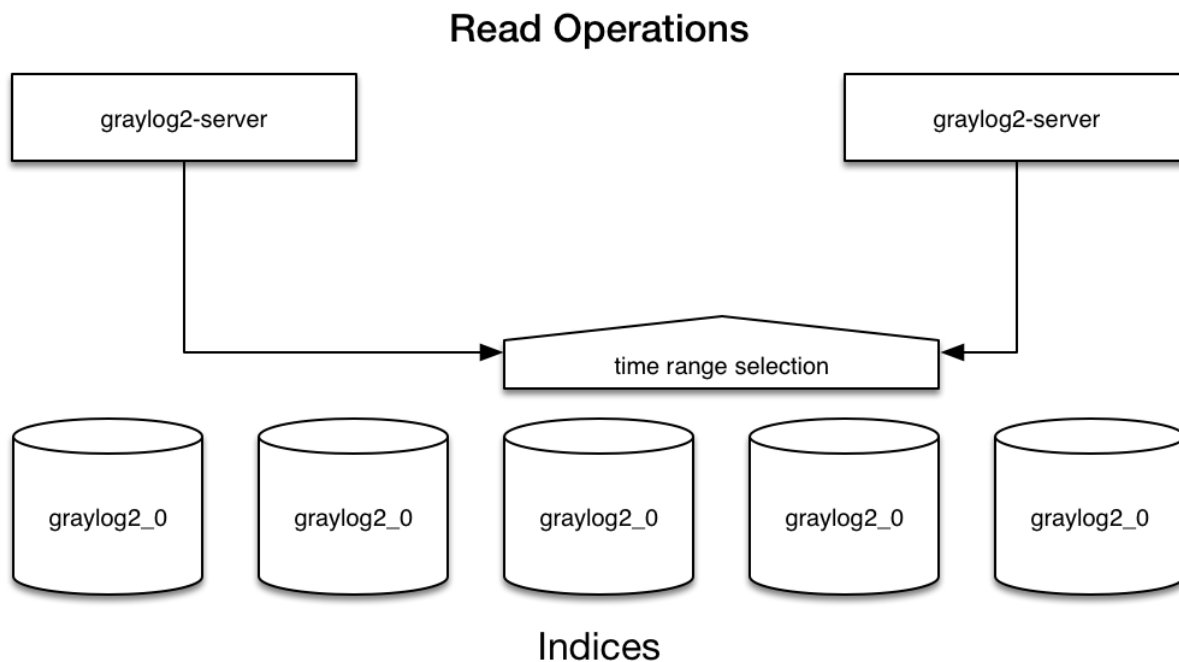 Read Operations
graylog2-server
graylog2-server
time range selection
graylog2_0
graylog2_0
graylog2_0
graylog2_0
graylog2_0
Indices